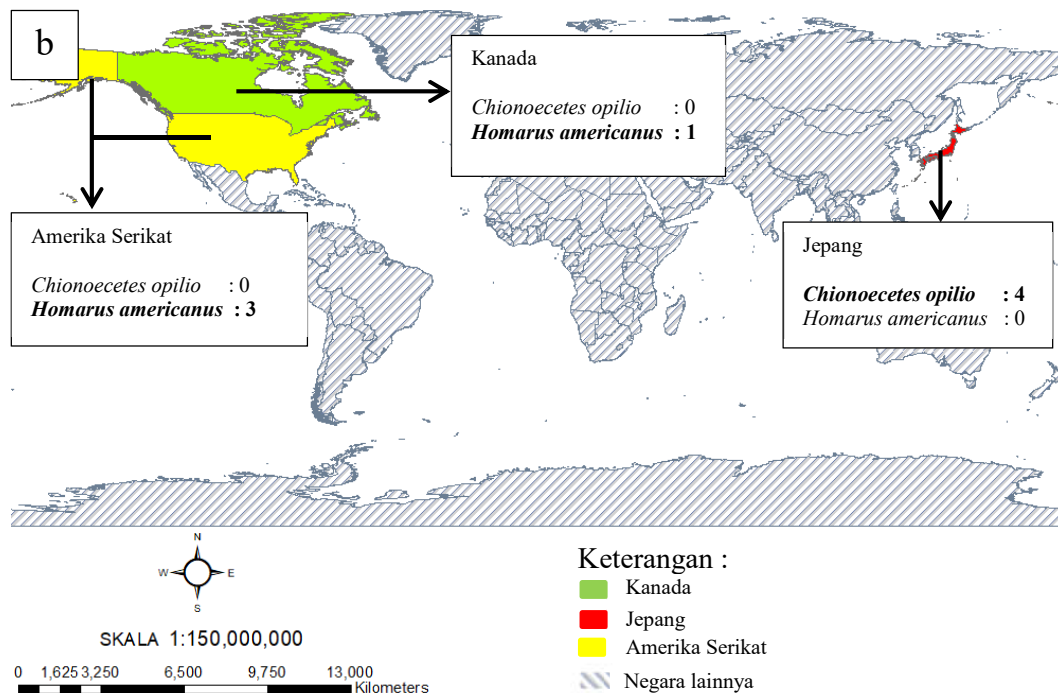 b
Kanada
Chionoecetes opilio : 0
Homarus americanus : 1
Amerika Serikat
Chionoecetes opilio : 0
Homarus americanus : 3
Jepang
Chionoecetes opilio : 4
Homarus americanus : 0
N
W E
S
SKALA 1:150,000,000
0 1,625 3,250 6,500 9,750 13,000
Kilometers
Keterangan :
Kanada
Jepang
Amerika Serikat
Negara lainnya